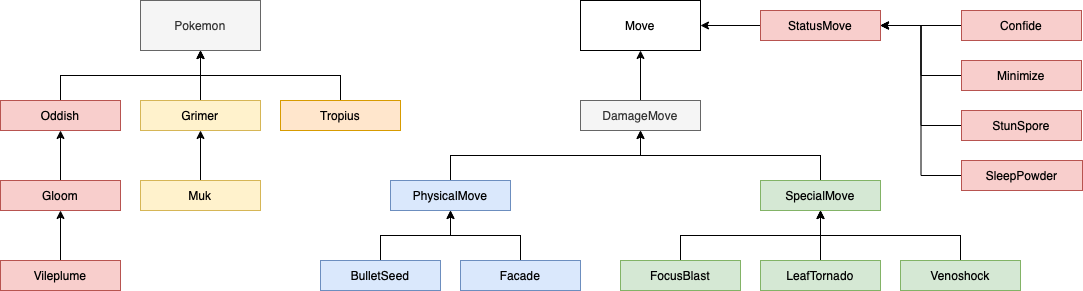 Pokemon
Move
StatusMove
Confide
Minimize
Oddish
Grimer
Tropius
DamageMove
StunSpore
SleepPowder
Gloom
Muk
PhysicalMove
SpecialMove
Vileplume
BulletSeed
Facade
FocusBlast
LeafTornado
Venoshock